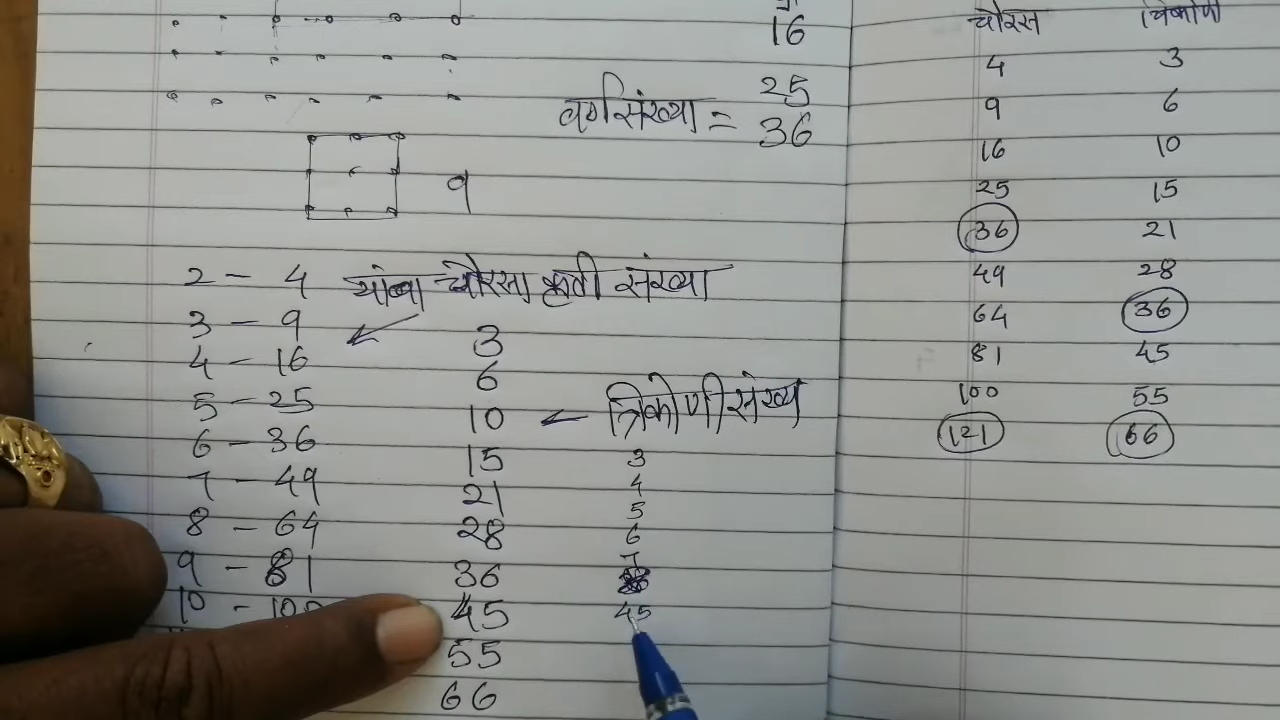 16
25
वर्गसंख्या = 36
9
2 - 4 यांना चौरसाकृती संख्या
3 - 9
4 - 16
5 - 25
6 - 36
7 - 49
8 - 64
9 - 81
10 - 100
3
6
10 ← त्रिकोणी संख्य
15
21
28
36
45
55
66
3
4
5
6
7
45
चौरस त्रिकोण
4 3
9 6
16 10
25 15
36 21
49 28
64 36
81 45
100 55
121 66